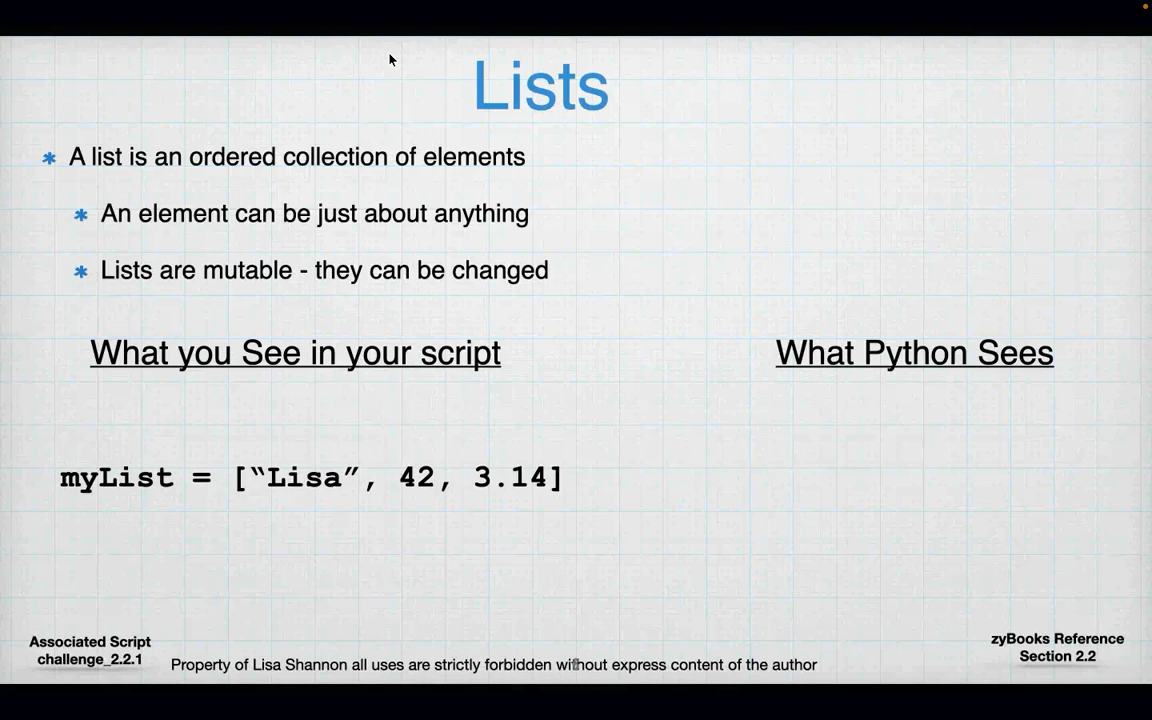 Lists
* A list is an ordered collection of elements
* An element can be just about anything
* Lists are mutable - they can be changed
What you See in your script
What Python Sees
myList = [“Lisa”, 42, 3.14]
Associated Script
challenge_2.2.1
Property of Lisa Shannon all uses are strictly forbidden without express content of the author
zyBooks Reference
Section 2.2